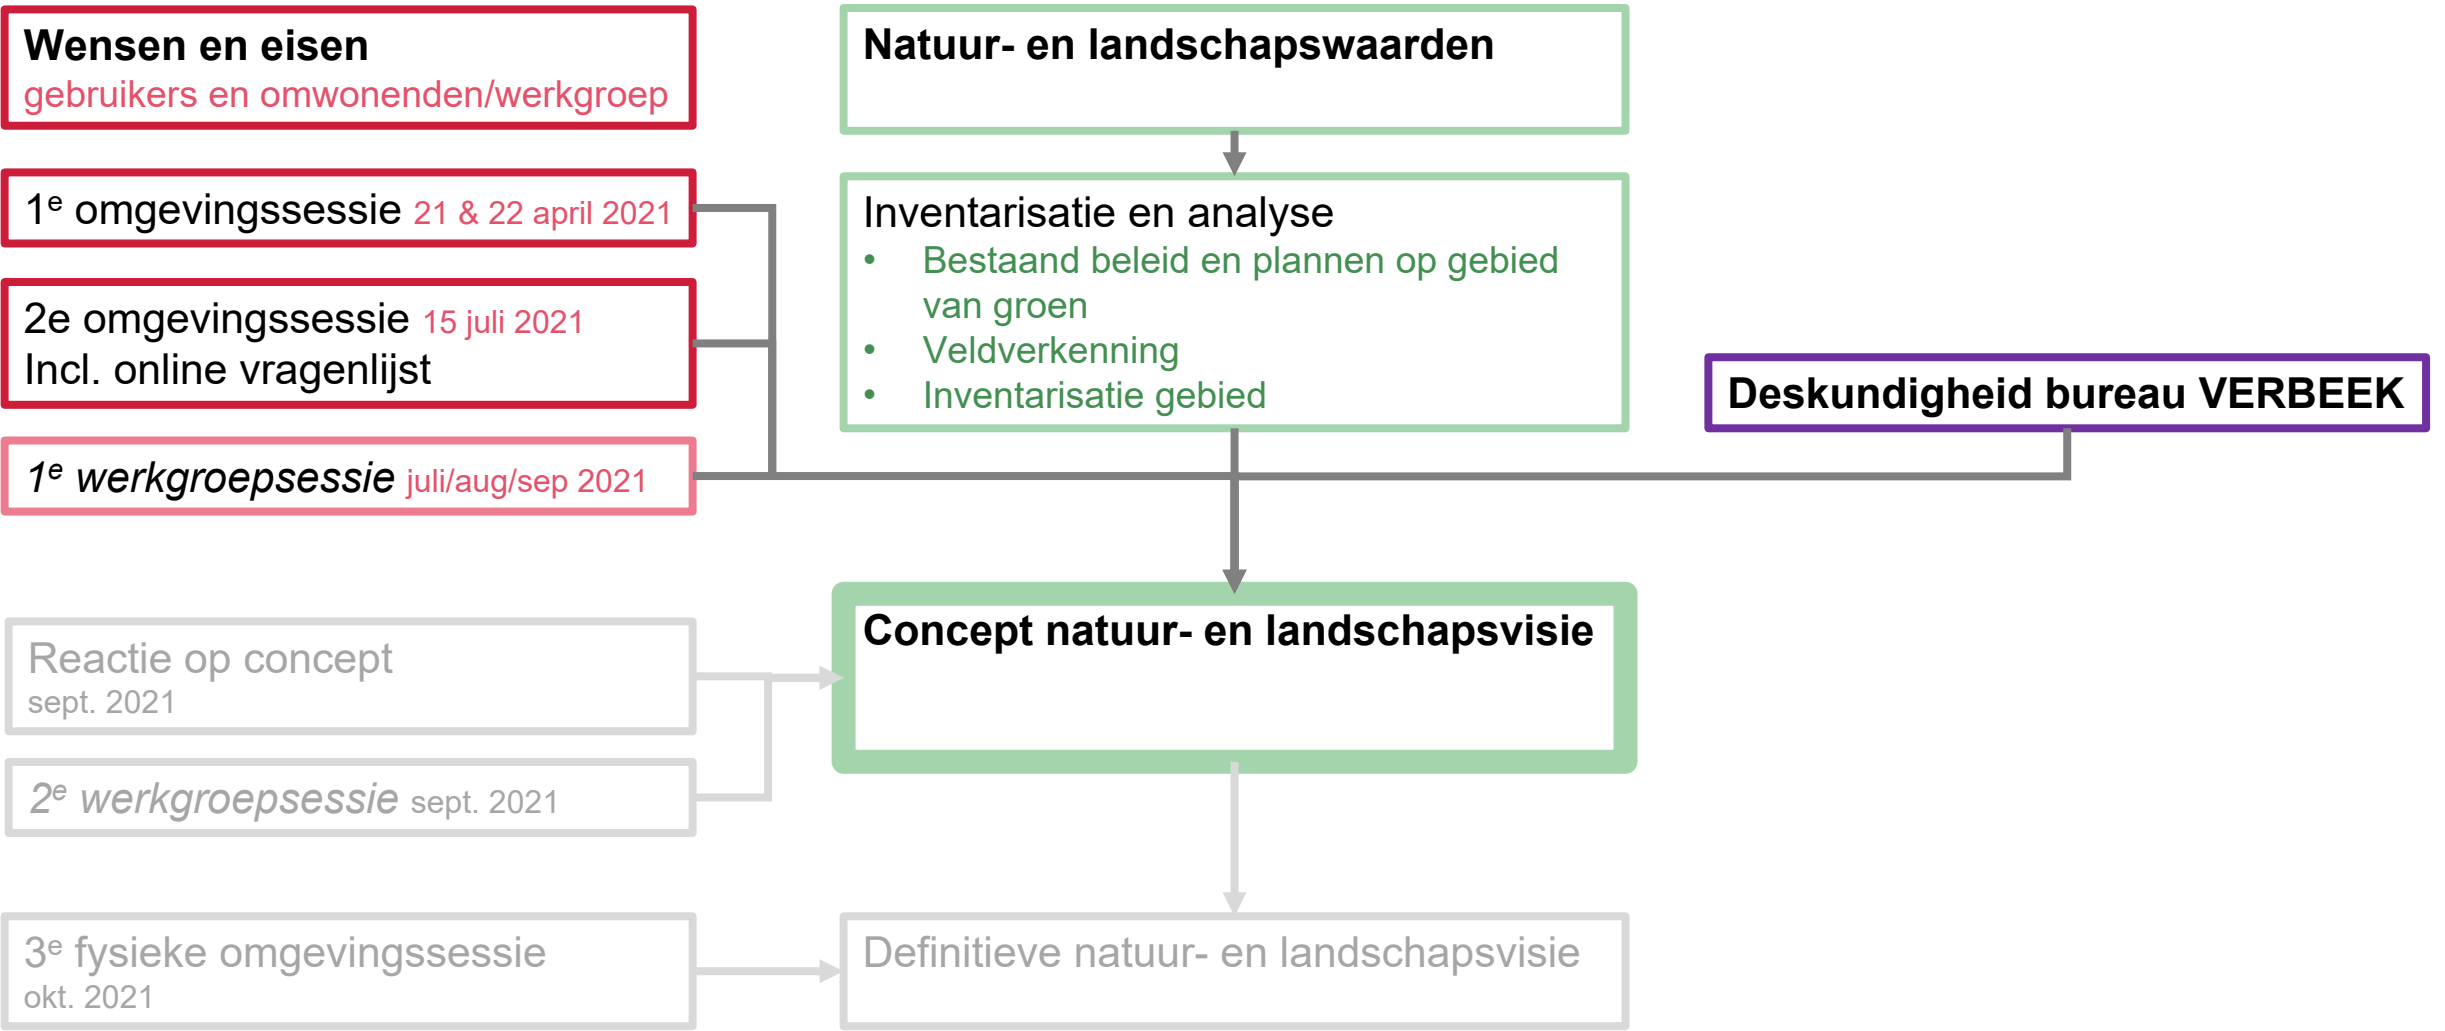 Wensen en eisen
gebruikers en omwonenden/werkgroep
1e omgevingssessie 21 & 22 april 2021
2e omgevingssessie 15 juli 2021
Incl. online vragenlijst
1e werkgroepsessie juli/aug/sep 2021
Natuur- en landschapswaarden
Inventarisatie en analyse
• Bestaand beleid en plannen op gebied
van groen
• Veldverkenning
• Inventarisatie gebied
Deskundigheid bureau VERBEEK
Concept natuur- en landschapsvisie
Reactie op concept
sept. 2021
2e werkgroepsessie sept. 2021
3e fysieke omgevingssessie
okt. 2021
Definitieve natuur- en landschapsvisie